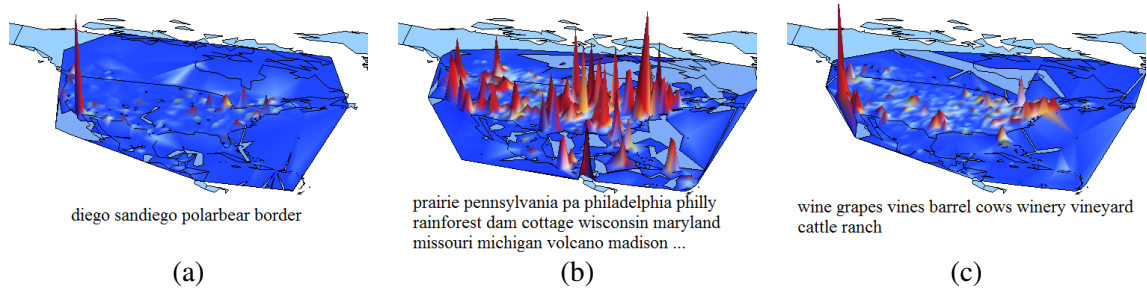 diego sandiego polarbear border
(a)
prairie pennsylvania pa philadelphia philly
rainforest dam cottage wisconsin maryland
missouri michigan volcano madison ...
(b)
wine grapes vines barrel cows winery vineyard
cattle ranch
(c)